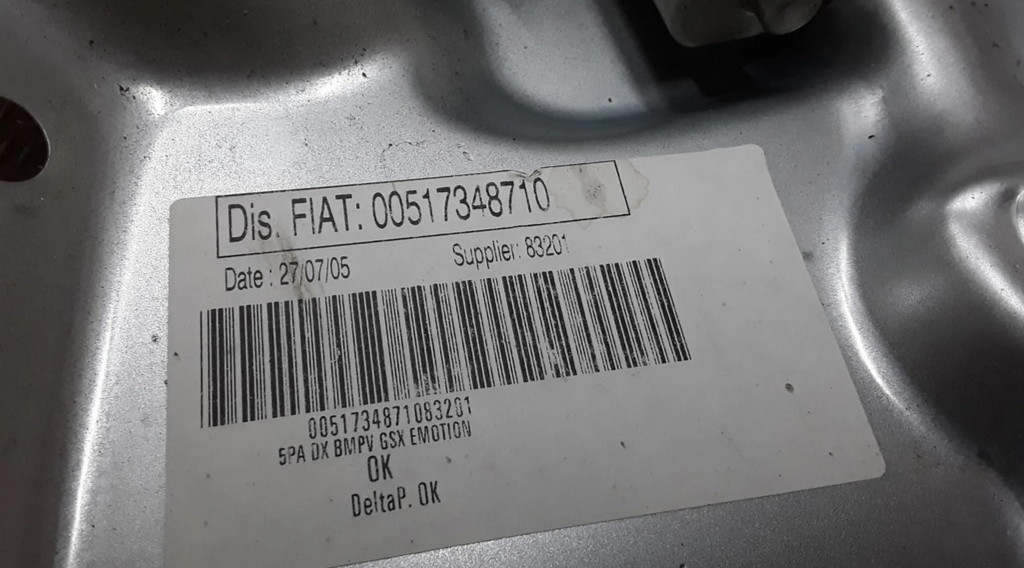 Dis. FIAT: 00517348710
Date : 27/07/05 Supplier: 83201
0051734871083201
5PA DX BMPV GSX EMOTION
OK
DeltaP. OK